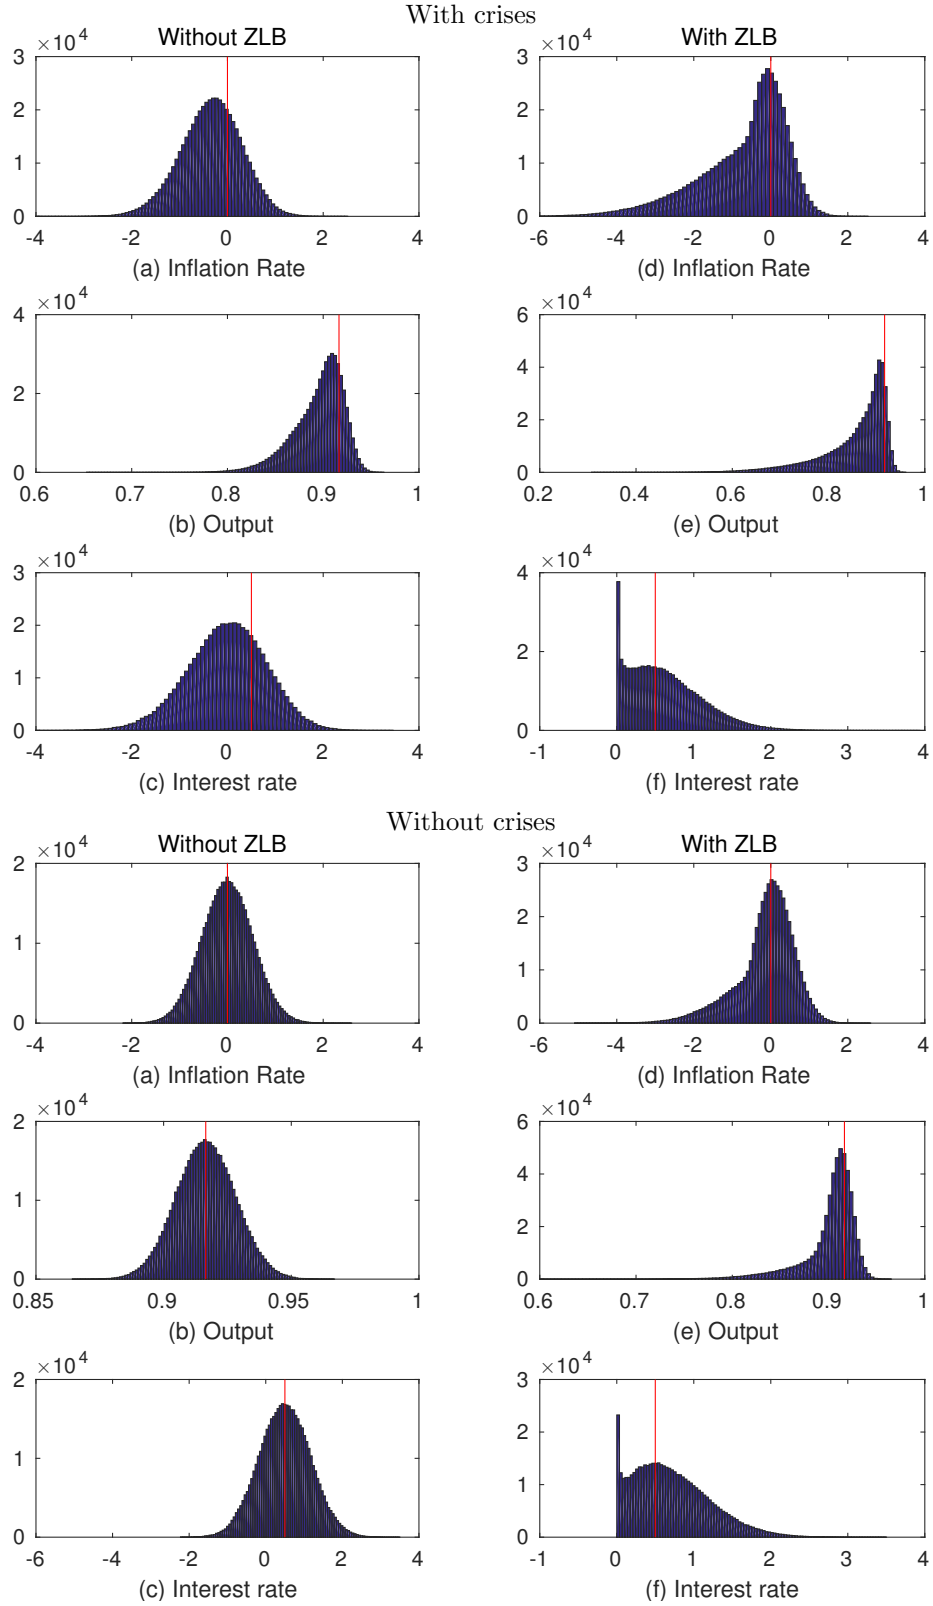 With crises
Without ZLB
×10^4
3
2
1
0
-4 -2 0 2 4
(a) Inflation Rate
With ZLB
×10^4
3
2
1
0
-6 -4 -2 0 2 4
(d) Inflation Rate
×10^4
4
2
0
0.6 0.7 0.8 0.9 1
(b) Output
×10^4
6
4
2
0
0.2 0.4 0.6 0.8 1
(e) Output
×10^4
3
2
1
0
-4 -2 0 2 4
(c) Interest rate
×10^4
4
2
0
-1 0 1 2 3 4
(f) Interest rate
Without crises
Without ZLB
×10^4
2
1
0
-4 -2 0 2 4
(a) Inflation Rate
With ZLB
×10^4
3
2
1
0
-6 -4 -2 0 2 4
(d) Inflation Rate
×10^4
2
1
0
0.85 0.9 0.95 1
(b) Output
×10^4
6
4
2
0
0.6 0.7 0.8 0.9 1
(e) Output
×10^4
2
1
0
-6 -4 -2 0 2 4
(c) Interest rate
×10^4
3
2
1
0
-1 0 1 2 3 4
(f) Interest rate